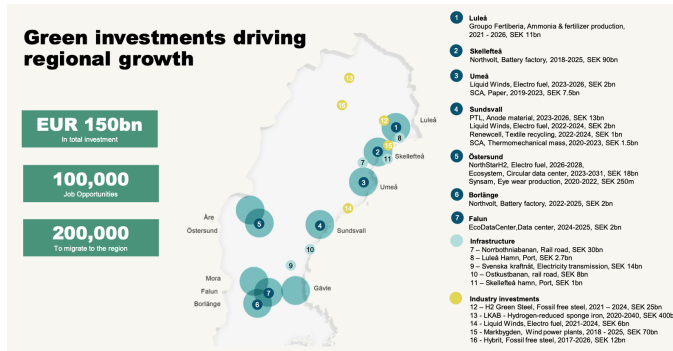 Green investments driving
regional growth
EUR 150bn
In total investment
100,000
Job Opportunities
200,000
To migrate to the region
13
16
12
1
Luleå
8
15
2
11
Skellefteå
7
3
Umeå
14
Åre
Östersund
5
4
Sundsvall
10
9
Mora
Falun
Borlänge
7
6
Gävle
1
Luleå
Groupo Fertiberia, Ammonia & fertilizer production,
2021 - 2026, SEK 11bn
2
Skellefteå
Northvolt, Battery factory, 2018-2025, SEK 90bn
3
Umeå
Liquid Winds, Electro fuel, 2023-2026, SEK 2bn
SCA, Paper, 2019-2023, SEK 7.5bn
4
Sundsvall
PTL, Anode material, 2023-2026, SEK 13bn
Liquid Winds, Electro fuel, 2022-2024, SEK 2bn
Renewcell, Textile recycling, 2022-2024, SEK 1bn
SCA, Thermomechanical mass, 2020-2023, SEK 1.5bn
5
Östersund
NorthStarH2, Electro fuel, 2026-2028,
Ecosystem, Circular data center, 2023-2031, SEK 18bn
Synsam, Eye wear production, 2020-2022, SEK 250m
6
Borlänge
Northvolt, Battery factory, 2022-2025, SEK 2bn
7
Falun
EcoDataCenter,Data center, 2024-2025, SEK 2bn
Infrastructure
7 – Norrbothniabanan, Rail road, SEK 30bn
8 – Luleå Hamn, Port, SEK 2.7bn
9 – Svenska kraftnät, Electricity transmission, SEK 14bn
10 – Ostkustbanan, rail road, SEK 8bn
11 – Skellefteå hamn, Port, SEK 1bn
Industry investments
12 – H2 Green Steel, Fossil free steel, 2021 – 2024, SEK 25bn
13 - LKAB - Hydrogen-reduced sponge iron, 2020-2040, SEK 400b
14 - Liquid Winds, Electro fuel, 2021-2024, SEK 6bn
15 – Markbygden, Wind power plants, 2018 - 2025, SEK 70bn
16 - Hybrit, Fossil free steel, 2017-2026, SEK 12bn